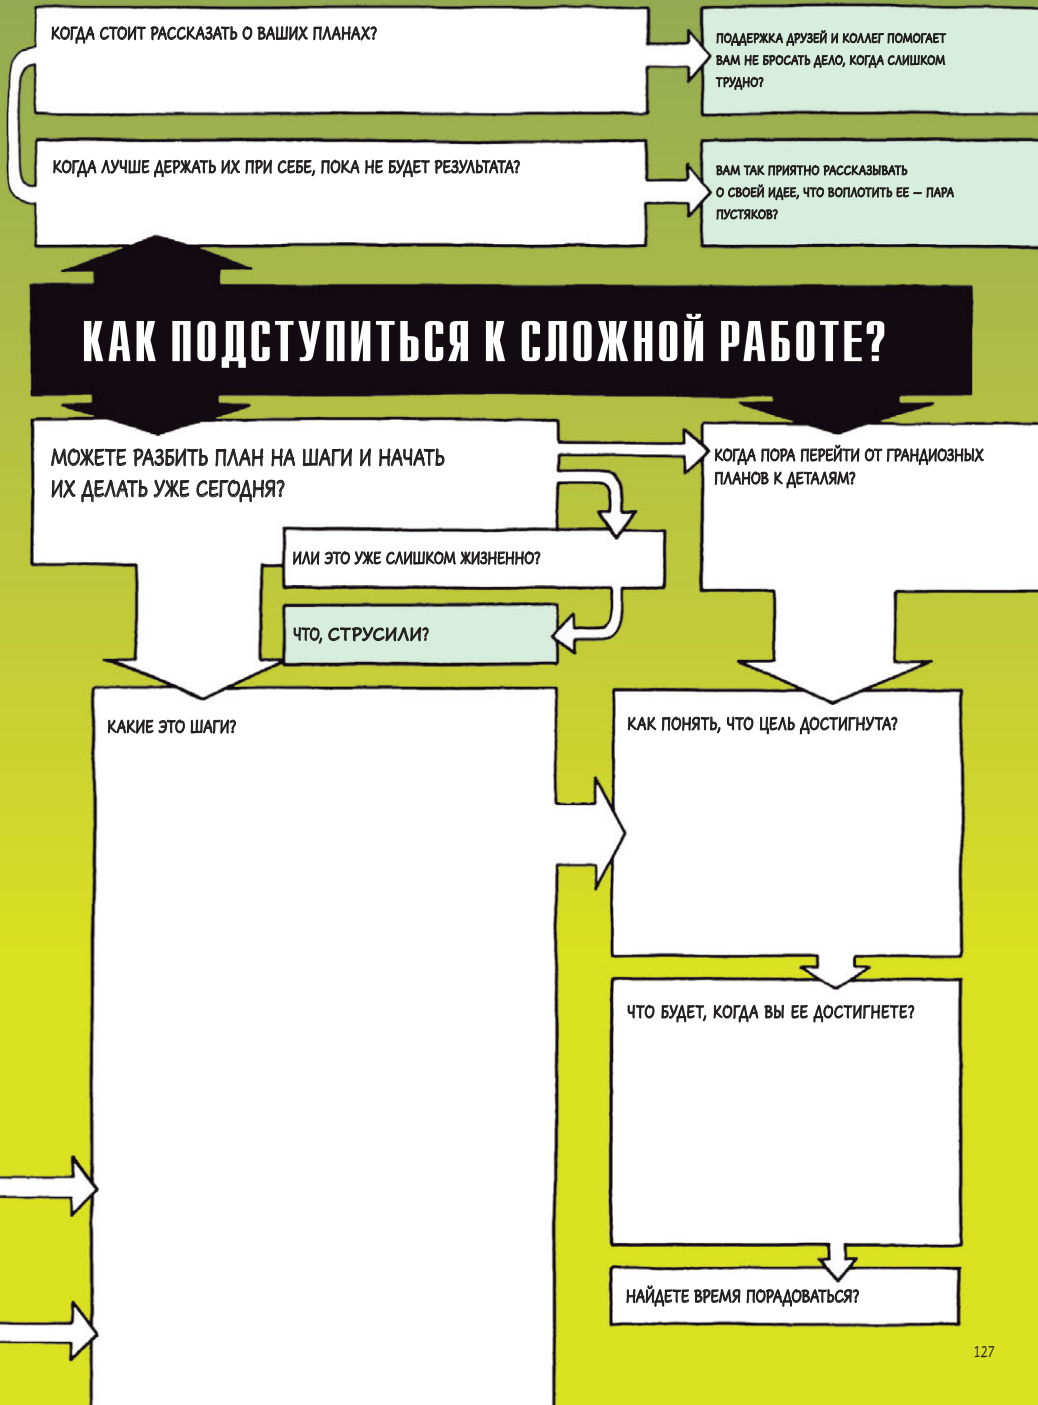 КОГДА СТОИТ РАССКАЗАТЬ О ВАШИХ ПЛАНАХ?
ПОДДЕРЖКА ДРУЗЕЙ И КОЛЛЕГ ПОМОГАЕТ
ВАМ НЕ БРОСАТЬ ДЕЛО, КОГДА СЛИШКОМ
ТРУДНО?
КОГДА ЛУЧШЕ ДЕРЖАТЬ ИХ ПРИ СЕБЕ, ПОКА НЕ БУДЕТ РЕЗУЛЬТАТА?
ВАМ ТАК ПРИЯТНО РАССКАЗЫВАТЬ
О СВОЕЙ ИДЕЕ, ЧТО ВОПЛОТИТЬ ЕЕ — ПАРА
ПУСТЯКОВ?
КАК ПОДСТУПИТЬСЯ К СЛОЖНОЙ РАБОТЕ?
МОЖЕТЕ РАЗБИТЬ ПЛАН НА ШАГИ И НАЧАТЬ
ИХ ДЕЛАТЬ УЖЕ СЕГОДНЯ?
КОГДА ПОРА ПЕРЕЙТИ ОТ ГРАНДИОЗНЫХ
ПЛАНОВ К ДЕТАЛЯМ?
ИЛИ ЭТО УЖЕ СЛИШКОМ ЖИЗНЕННО?
ЧТО, СТРУСИЛИ?
КАКИЕ ЭТО ШАГИ?
КАК ПОНЯТЬ, ЧТО ЦЕЛЬ ДОСТИГНУТА?
ЧТО БУДЕТ, КОГДА ВЫ ЕЕ ДОСТИГНЕТЕ?
НАЙДЕТЕ ВРЕМЯ ПОРАДОВАТЬСЯ?
127